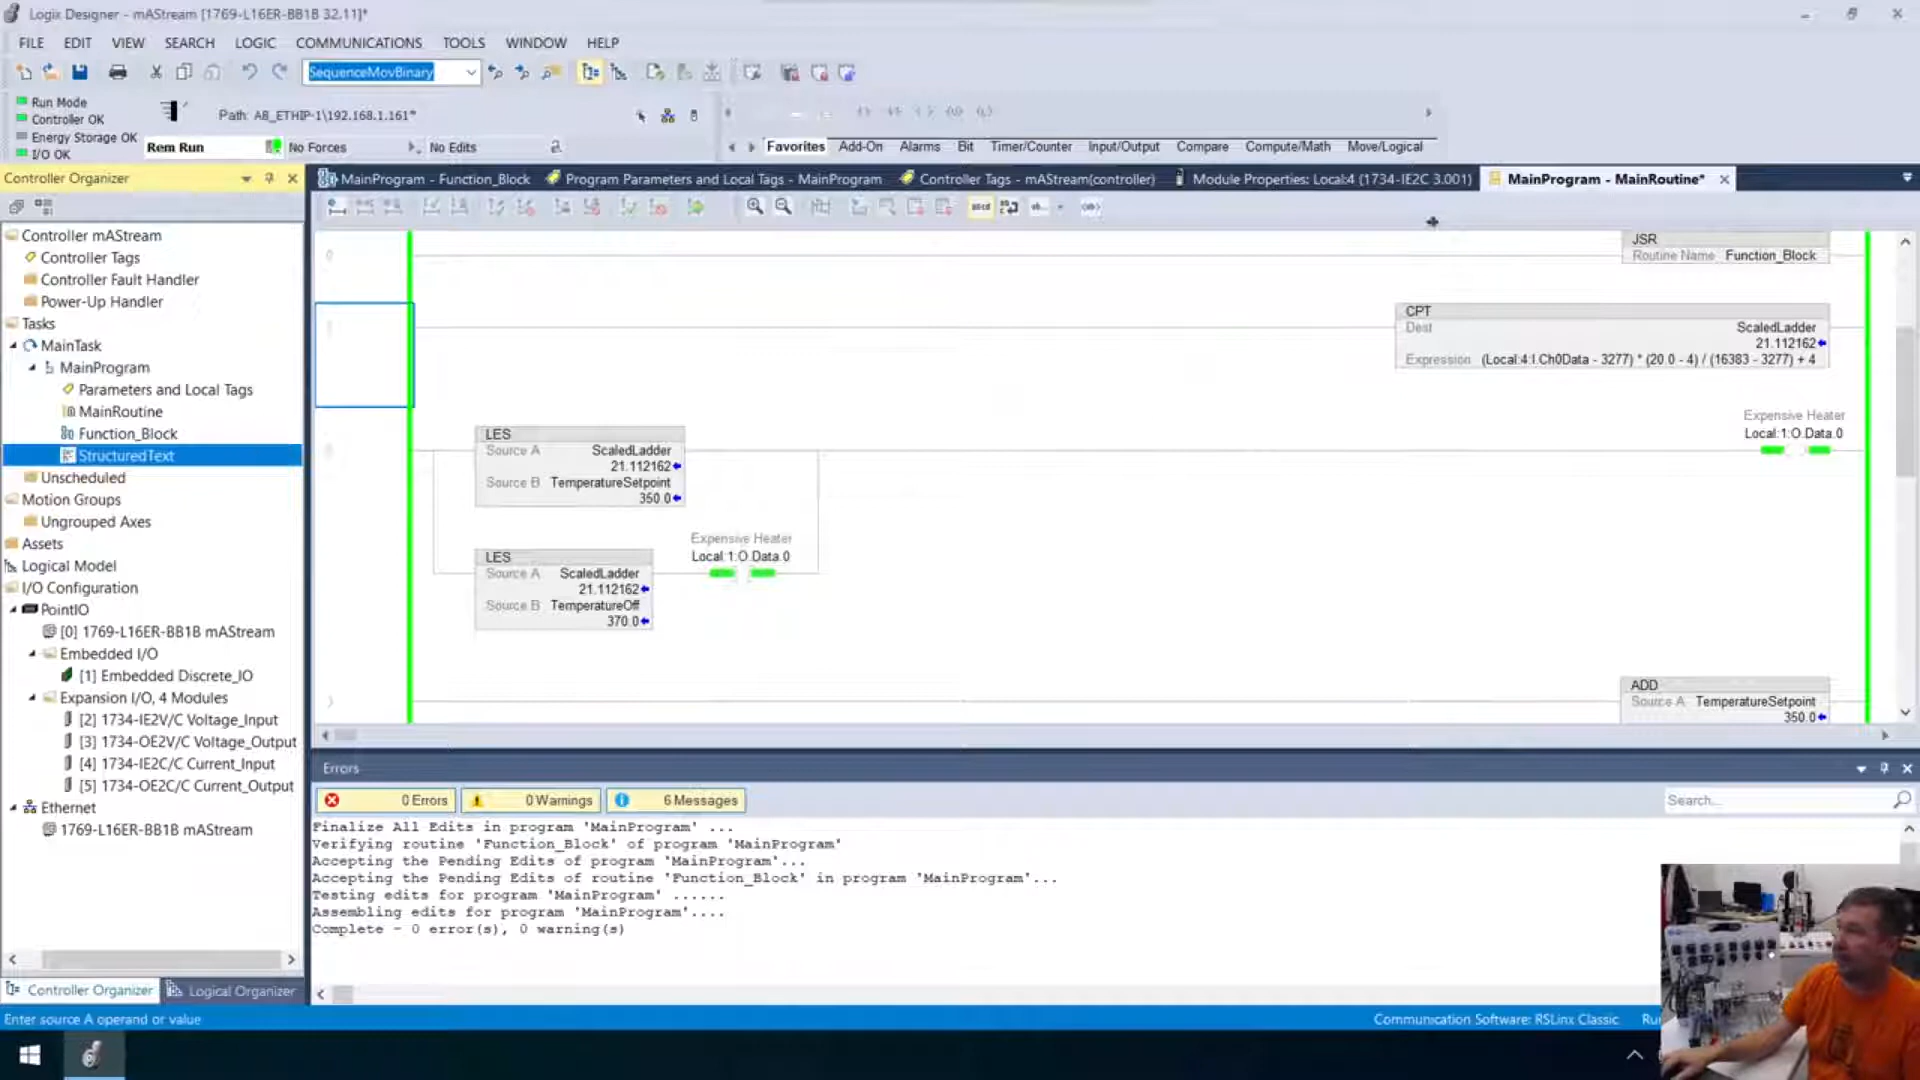 Logix Designer - mAStream [1769-L16ER-BB1B 32.11]*
FILE EDIT VIEW SEARCH LOGIC COMMUNICATIONS TOOLS WINDOW HELP
SequenceMovBinary
Run Mode
Controller OK
Energy Storage OK
I/O OK
Path: AB_ETHIP-1\192.168.1.161*
Rem Run No Forces No Edits
Favorites Add-On Alarms Bit Timer/Counter Input/Output Compare Compute/Math Move/Logical
Controller Organizer
MainProgram - Function_Block Program Parameters and Local Tags - MainProgram Controller Tags - mAStream(controller) Module Properties: Local:4 (1734-IE2C 3.001) MainProgram - MainRoutine*
Controller mAStream
Controller Tags
Controller Fault Handler
Power-Up Handler
Tasks
MainTask
MainProgram
Parameters and Local Tags
MainRoutine
Function_Block
StructuredText
Unscheduled
Motion Groups
Ungrouped Axes
Assets
Logical Model
I/O Configuration
PointIO
[0] 1769-L16ER-BB1B mAStream
Embedded I/O
[1] Embedded Discrete_IO
Expansion I/O, 4 Modules
[2] 1734-IE2V/C Voltage_Input
[3] 1734-OE2V/C Voltage_Output
[4] 1734-IE2C/C Current_Input
[5] 1734-OE2C/C Current_Output
Ethernet
1769-L16ER-BB1B mAStream
Controller Organizer Logical Organizer
0
JSR
Routine Name Function_Block
CPT
Dest ScaledLadder
21.112162
Expression (Local:4:I.Ch0Data - 3277) * (20.0 - 4) / (16383 - 3277) + 4
LES
Source A ScaledLadder
21.112162
Source B TemperatureSetpoint
350.0
Expensive Heater
Local:1:O.Data.0
LES
Source A ScaledLadder
21.112162
Source B TemperatureOff
370.0
Expensive Heater
Local:1:O.Data.0
ADD
Source A TemperatureSetpoint
350.0
Errors
0 Errors 0 Warnings 6 Messages
Search...
Finalize All Edits in program 'MainProgram' ...
Verifying routine 'Function_Block' of program 'MainProgram'
Accepting the Pending Edits of program 'MainProgram'...
Accepting the Pending Edits of routine 'Function_Block' in program 'MainProgram'...
Testing edits for program 'MainProgram' ......
Assembling edits for program 'MainProgram'....
Complete - 0 error(s), 0 warning(s)
Enter source A operand or value
Communication Software: RSLinx Classic